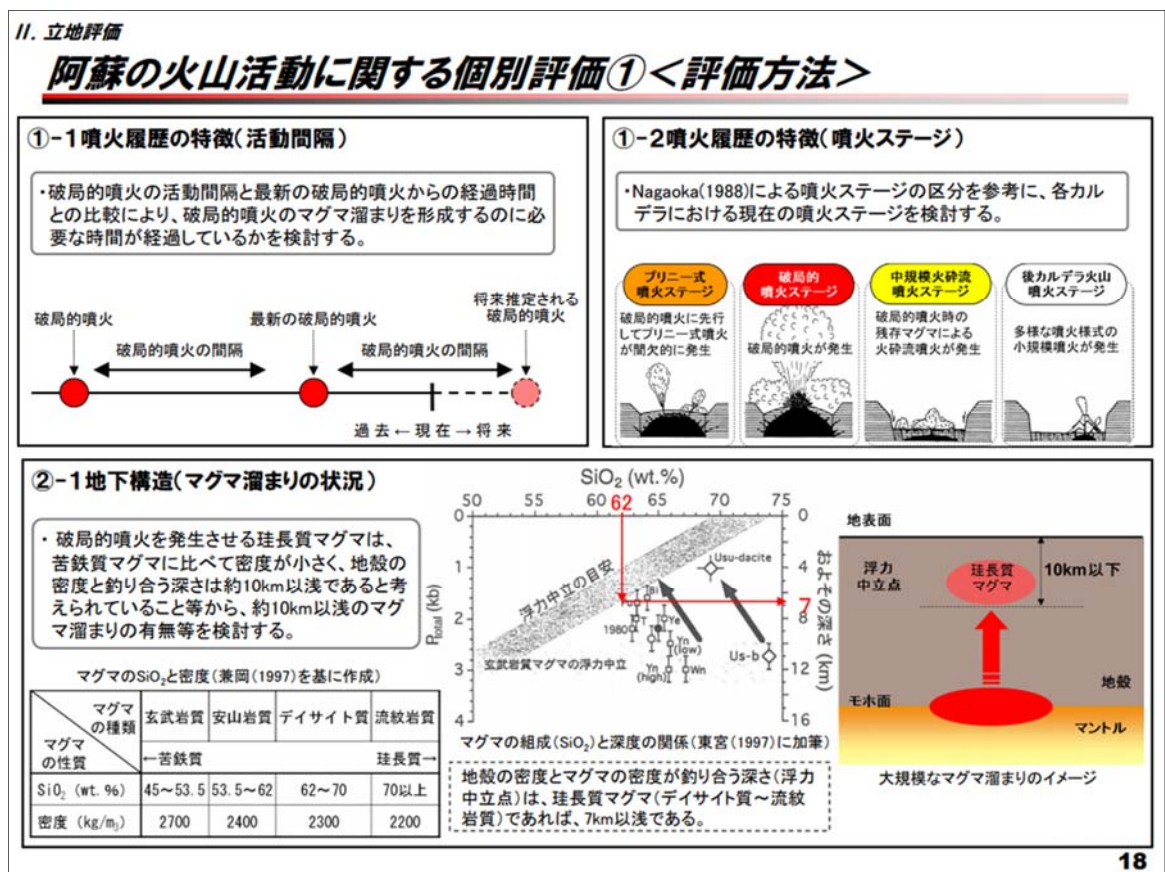 II. 立地評価
阿蘇の火山活動に関する個別評価①<評価方法>
①-1噴火履歴の特徴(活動間隔)
・破局的噴火の活動間隔と最新の破局的噴火からの経過時間
との比較により、破局的噴火のマグマ溜まりを形成するのに必
要な時間が経過しているかを検討する。
破局的噴火
最新の破局的噴火
将来推定される
破局的噴火
破局的噴火の間隔
破局的噴火の間隔
過去←現在→将来
①-2噴火履歴の特徴(噴火ステージ)
・Nagaoka(1988)による噴火ステージの区分を参考に、各カル
デラにおける現在の噴火ステージを検討する。
プリニー式
噴火ステージ
破局的噴火に先行
してプリニー式噴火
が間欠的に発生
破局的
噴火ステージ
破局的噴火が発生
中規模火砕流
噴火ステージ
破局的噴火時の
残存マグマによる
火砕流噴火が発生
後カルデラ火山
噴火ステージ
多様な噴火様式の
小規模噴火が発生
②-1地下構造(マグマ溜まりの状況)
・ 破局的噴火を発生させる珪長質マグマは、
苦鉄質マグマに比べて密度が小さく、地殻の
密度と釣り合う深さは約10km以浅であると考
えられていること等から、約10km以浅のマグ
マ溜まりの有無等を検討する。
マグマのSiO2と密度(兼岡(1997)を基に作成)
マグマ
の種類
マグマ
の性質
玄武岩質 安山岩質 デイサイト質 流紋岩質
←苦鉄質 珪長質→
SiO2 (wt. %) 45～53.5 53.5～62 62～70 70以上
密度 (kg/m3) 2700 2400 2300 2200
SiO2 (wt.%)
50 55 60 62 65 70 75
0 1 2 3 4
Ptotal (kb)
0 4 7 8 12 16
およその深さ (km)
浮力中立の目安
玄武岩質マグマの浮力中立
Usu-dacite
Bi
T
Ye
1980
Yn
(low)
Yn
(high)
Wn
Us-b
マグマの組成(SiO2)と深度の関係(東宮(1997)に加筆)
地殻の密度とマグマの密度が釣り合う深さ(浮力
中立点)は、珪長質マグマ(デイサイト質～流紋
岩質)であれば、7km以浅である。
地表面
浮力
中立点
珪長質
マグマ
10km以下
地殻
モホ面
マントル
大規模なマグマ溜まりのイメージ
18